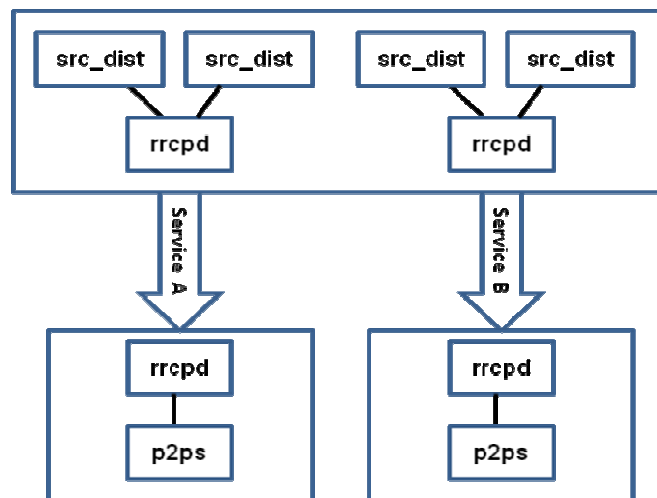 src_dist src_dist src_dist src_dist
rrcpd rrcpd
Service A Service B
rrcpd rrcpd
p2ps p2ps